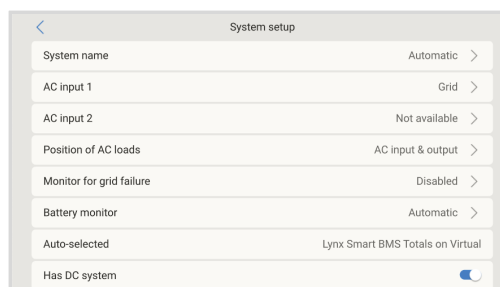 System setup
System name Automatic
AC input 1 Grid
AC input 2 Not available
Position of AC loads AC input & output
Monitor for grid failure Disabled
Battery monitor Automatic
Auto-selected Lynx Smart BMS Totals on Virtual
Has DC system